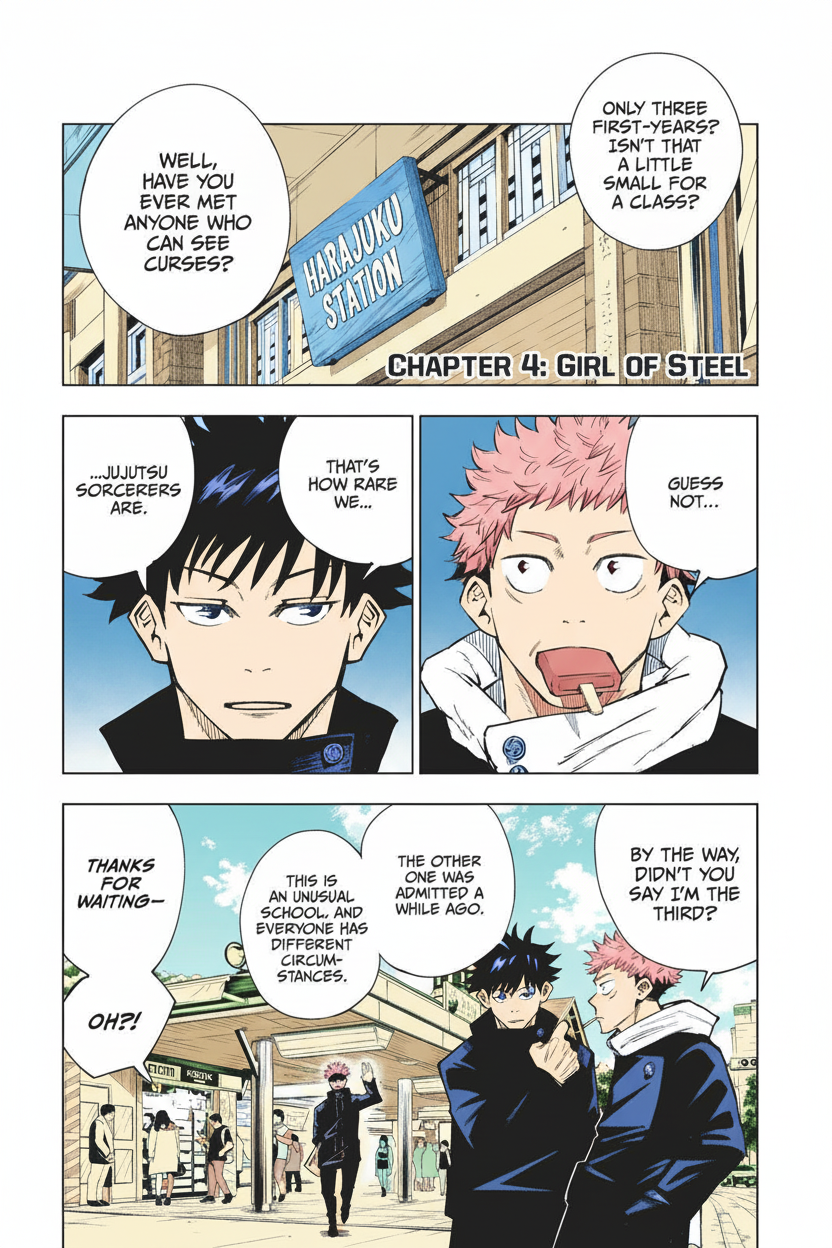 ONLY THREE
FIRST-YEARS?
ISN'T THAT
A LITTLE
SMALL FOR
A CLASS?
WELL,
HAVE YOU
EVER MET
ANYONE WHO
CAN SEE
CURSES?
HARAJUKU
STATION
CHAPTER 4: GIRL OF STEEL
GUESS
NOT...
THAT'S
HOW RARE
WE...
...JUJUTSU
SORCERERS
ARE.
BY THE WAY,
DIDN'T YOU
SAY I'M THE
THIRD?
THE OTHER
ONE WAS
ADMITTED A
WHILE AGO.
THIS IS
AN UNUSUAL
SCHOOL, AND
EVERYONE HAS
DIFFERENT
CIRCUM-
STANCES.
THANKS
FOR
WAITING—
OH?!